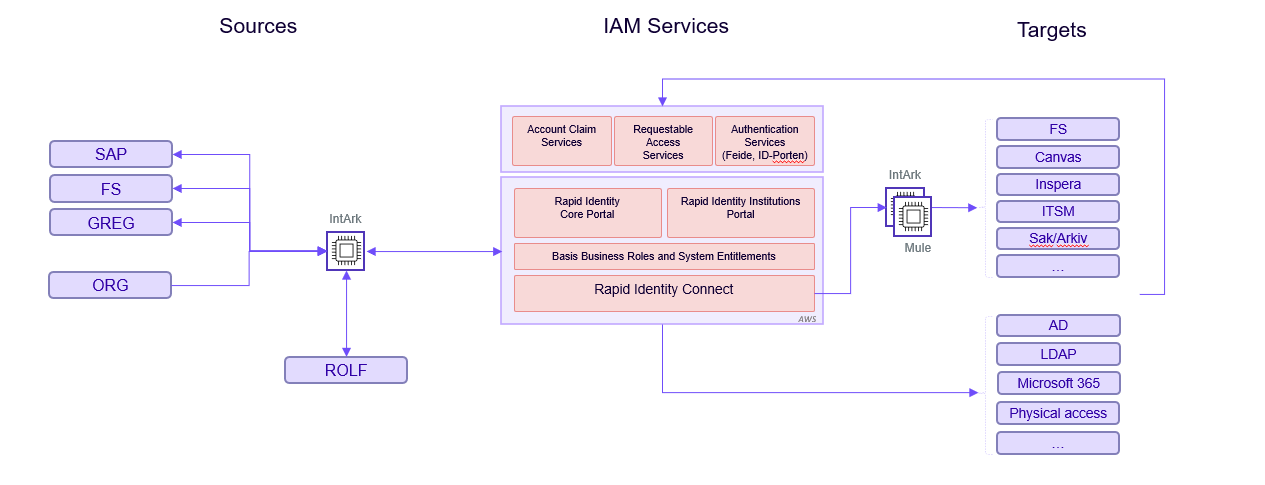 Sources
IAM Services
Targets
SAP
FS
GREG
ORG
IntArk
ROLF
Account Claim
Services
Requestable
Access
Services
Authentication
Services
(Feide, ID-Porten)
Rapid Identity
Core Portal
Rapid Identity Institutions
Portal
Basis Business Roles and System Entitlements
Rapid Identity Connect
AWS
IntArk
Mule
FS
Canvas
Inspera
ITSM
Sak/Arkiv
...
AD
LDAP
Microsoft 365
Physical access
...